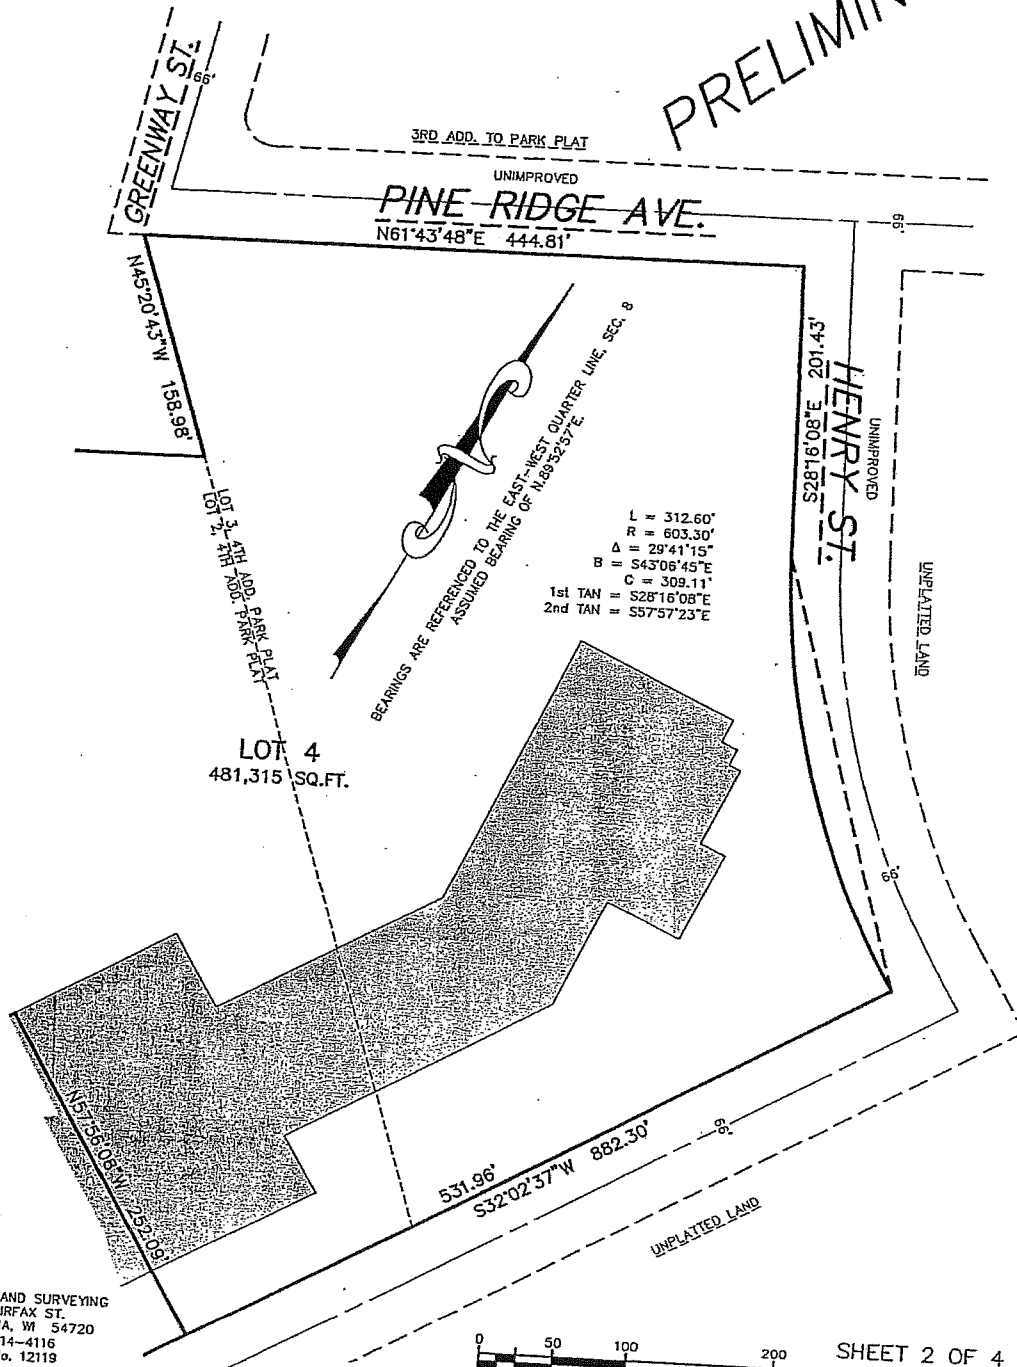 PRELIMIN
GREENWAY ST.
66'
3RD ADD. TO PARK PLAT
UNIMPROVED
PINE RIDGE AVE.
N61°43'48"E 444.81'
66'
N45°20'43"W 158.98'
S28°16'08"E 201.43'
HENRY ST.
UNIMPROVED
BEARINGS ARE REFERENCED TO THE EAST-WEST QUARTER LINE, SEC. 8
ASSUMED BEARING OF N.89°52'57"E.
L = 312.60'
R = 603.30'
Δ = 29°41'15"
B = S43°06'45"E
C = 309.11'
1st TAN = S28°16'08"E
2nd TAN = S57°57'23"E
UNPLATTED LAND
LOT 3, 4TH ADD. PARK PLAT
LOT 2, 4TH ADD. PARK PLAT
LOT 4
481,315 SQ.FT.
66'
N57°56'08"W 252.09'
531.96'
S32°02'37"W 882.30'
66'
UNPLATTED LAND
AND SURVEYING
IRFAX ST.
A, WI 54720
14-4116
o. 12119
0 50 100 200
SHEET 2 OF 4